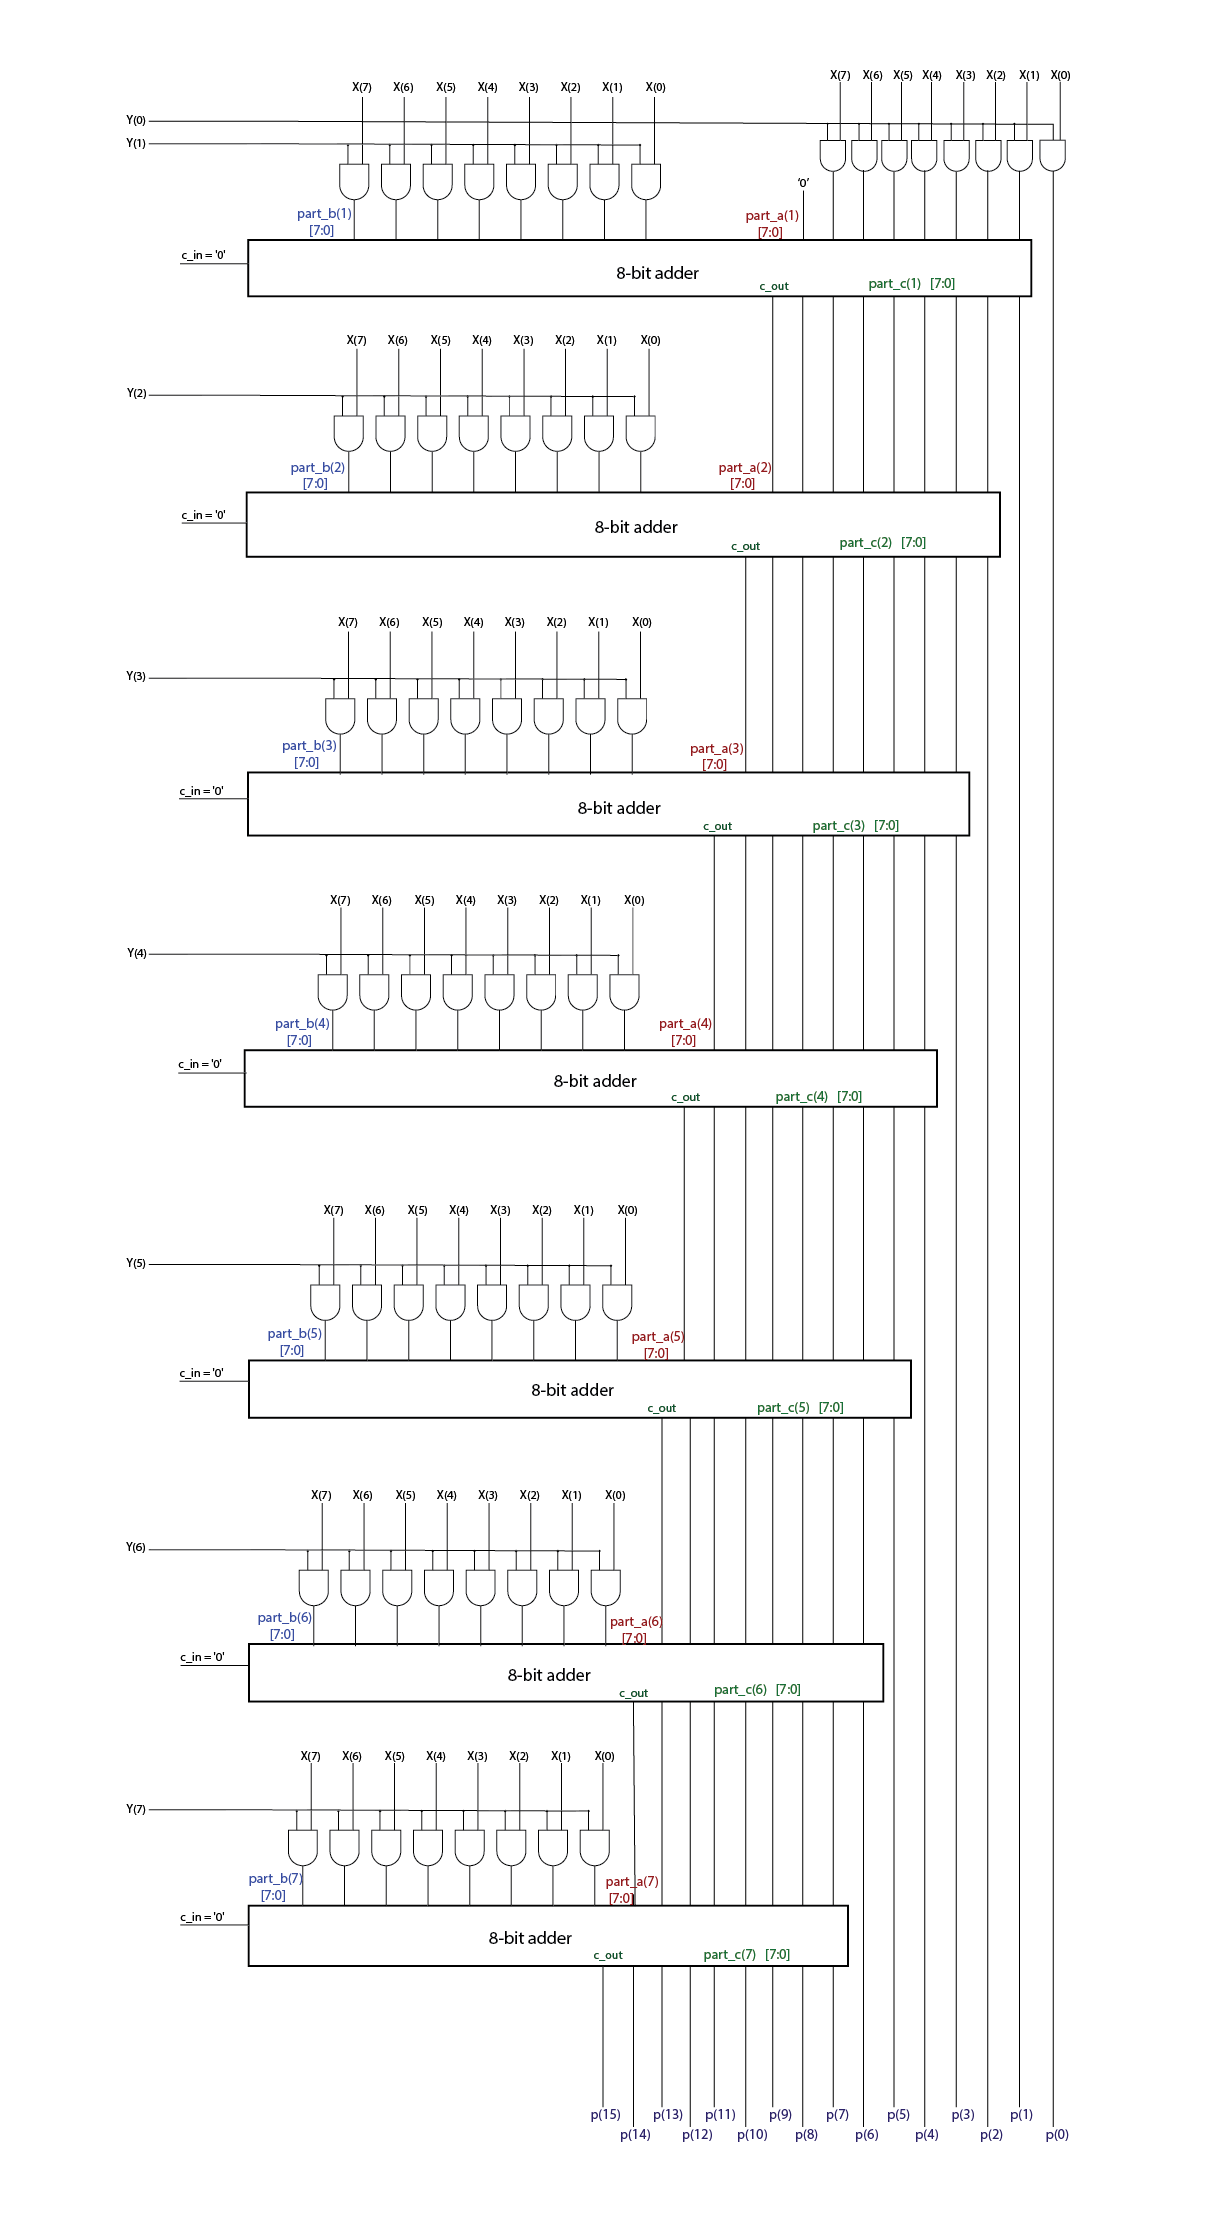 X(7) X(6) X(5) X(4) X(3) X(2) X(1) X(0)
X(7) X(6) X(5) X(4) X(3) X(2) X(1) X(0)
Y(0)
Y(1)
'0'
part_b(1) part_a(1)
[7:0] [7:0]
c_in = '0'
8-bit adder
c_out part_c(1) [7:0]
X(7) X(6) X(5) X(4) X(3) X(2) X(1) X(0)
Y(2)
part_b(2) part_a(2)
[7:0] [7:0]
c_in = '0'
8-bit adder
c_out part_c(2) [7:0]
X(7) X(6) X(5) X(4) X(3) X(2) X(1) X(0)
Y(3)
part_b(3) part_a(3)
[7:0] [7:0]
c_in = '0'
8-bit adder
c_out part_c(3) [7:0]
X(7) X(6) X(5) X(4) X(3) X(2) X(1) X(0)
Y(4)
part_b(4) part_a(4)
[7:0] [7:0]
c_in = '0'
8-bit adder
c_out part_c(4) [7:0]
X(7) X(6) X(5) X(4) X(3) X(2) X(1) X(0)
Y(5)
part_b(5) part_a(5)
[7:0] [7:0]
c_in = '0'
8-bit adder
c_out part_c(5) [7:0]
X(7) X(6) X(5) X(4) X(3) X(2) X(1) X(0)
Y(6)
part_b(6) part_a(6)
[7:0] [7:0]
c_in = '0'
8-bit adder
c_out part_c(6) [7:0]
X(7) X(6) X(5) X(4) X(3) X(2) X(1) X(0)
Y(7)
part_b(7) part_a(7)
[7:0] [7:0]
c_in = '0'
8-bit adder
c_out part_c(7) [7:0]
p(15) p(13) p(11) p(9) p(7) p(5) p(3) p(1)
p(14) p(12) p(10) p(8) p(6) p(4) p(2) p(0)